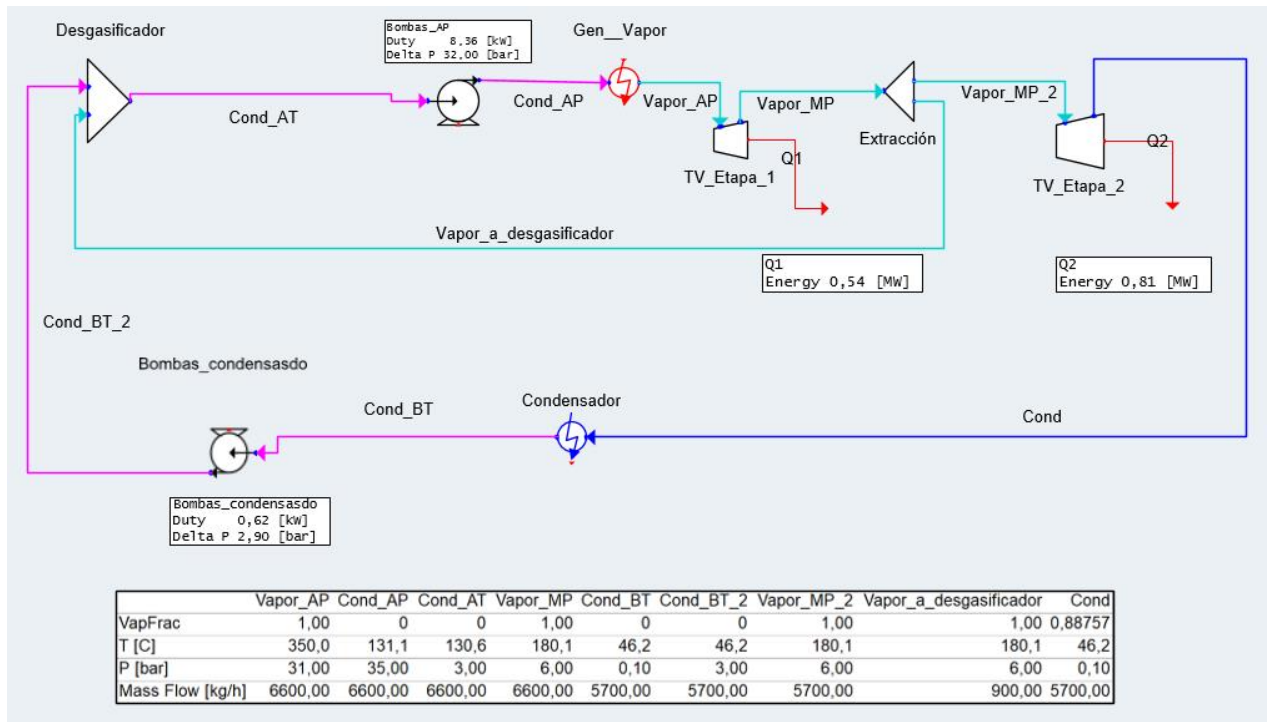 Desgasificador
Bombas_AP
Duty 8,36 [kW]
Delta P 32,00 [bar]
Gen__Vapor
Cond_AT
Cond_AP
Vapor_AP
Vapor_MP
Vapor_MP_2
Extracción
Q1
Q2
TV_Etapa_1
TV_Etapa_2
Vapor_a_desgasificador
Q1
Energy 0,54 [MW]
Q2
Energy 0,81 [MW]
Cond_BT_2
Bombas_condensasdo
Cond_BT
Condensador
Cond
Bombas_condensasdo
Duty 0,62 [kW]
Delta P 2,90 [bar]
Vapor_AP Cond_AP Cond_AT Vapor_MP Cond_BT Cond_BT_2 Vapor_MP_2 Vapor_a_desgasificador Cond
VapFrac 1,00 0 0 1,00 0 0 1,00 1,00 0,88757
T [C] 350,0 131,1 130,6 180,1 46,2 46,2 180,1 180,1 46,2
P [bar] 31,00 35,00 3,00 6,00 0,10 3,00 6,00 6,00 0,10
Mass Flow [kg/h] 6600,00 6600,00 6600,00 6600,00 5700,00 5700,00 5700,00 900,00 5700,00